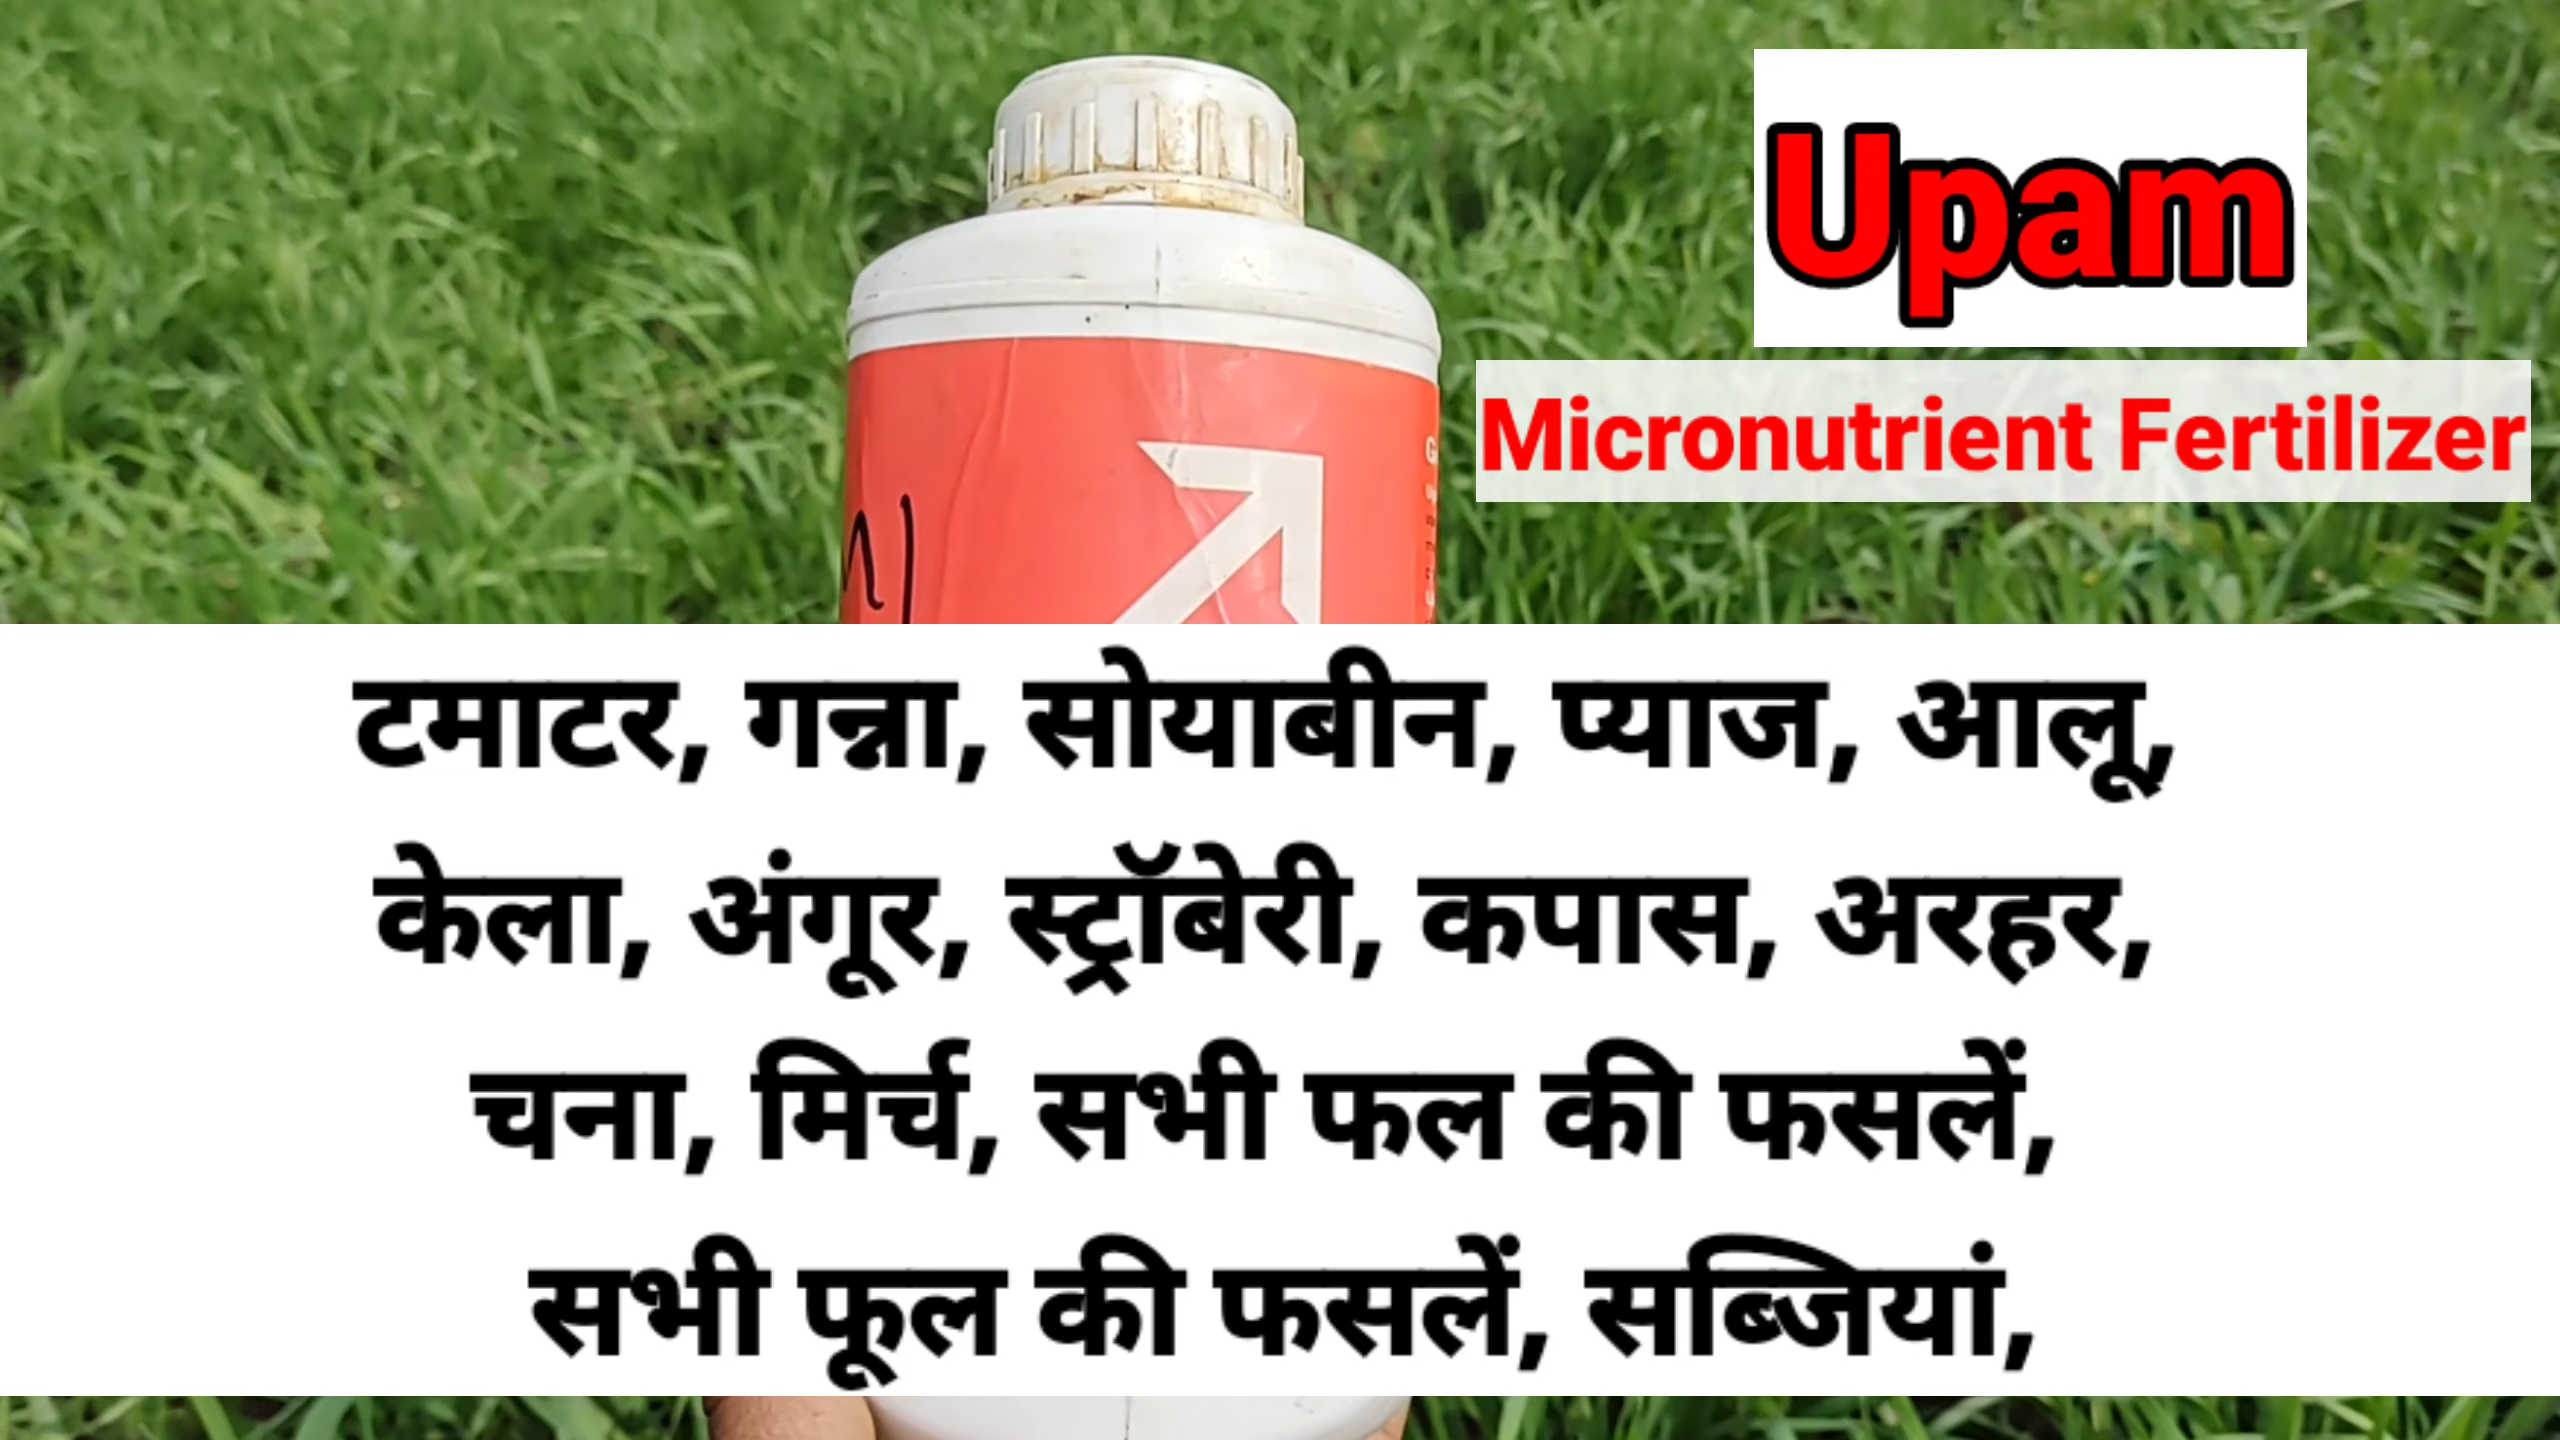 Upam
Micronutrient Fertilizer
टमाटर, गन्ना, सोयाबीन, प्याज, आलू,
केला, अंगूर, स्ट्रॉबेरी, कपास, अरहर,
चना, मिर्च, सभी फल की फसलें,
सभी फूल की फसलें, सब्जियां,